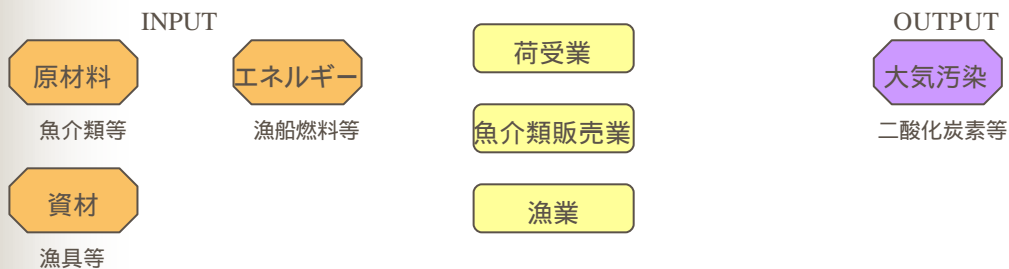 INPUT
OUTPUT
原材料
エネルギー
荷受業
大気汚染
魚介類等
漁船燃料等
魚介類販売業
二酸化炭素等
資材
漁業
漁具等